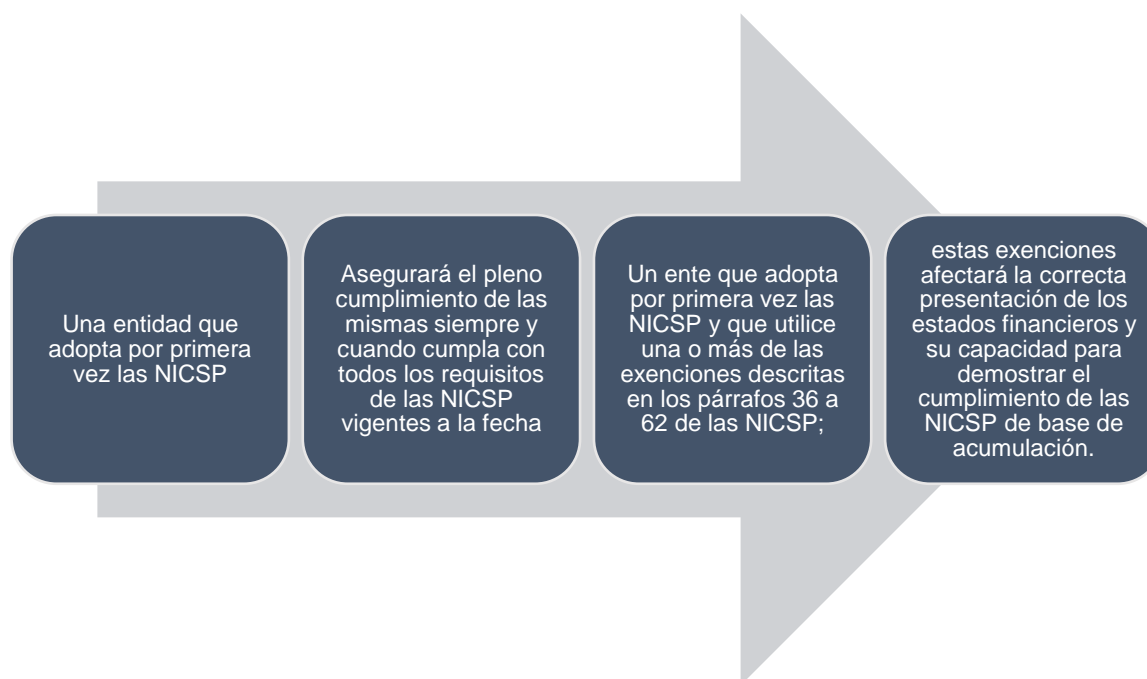 Una entidad que
adopta por primera
vez las NICSP
Asegurará el pleno
cumplimiento de las
mismas siempre y
cuando cumpla con
todos los requisitos
de las NICSP
vigentes a la fecha
Un ente que adopta
por primera vez las
NICSP y que utilice
una o más de las
exenciones descritas
en los párrafos 36 a
62 de las NICSP;
estas exenciones
afectará la correcta
presentación de los
estados financieros y
su capacidad para
demostrar el
cumplimiento de las
NICSP de base de
acumulación.